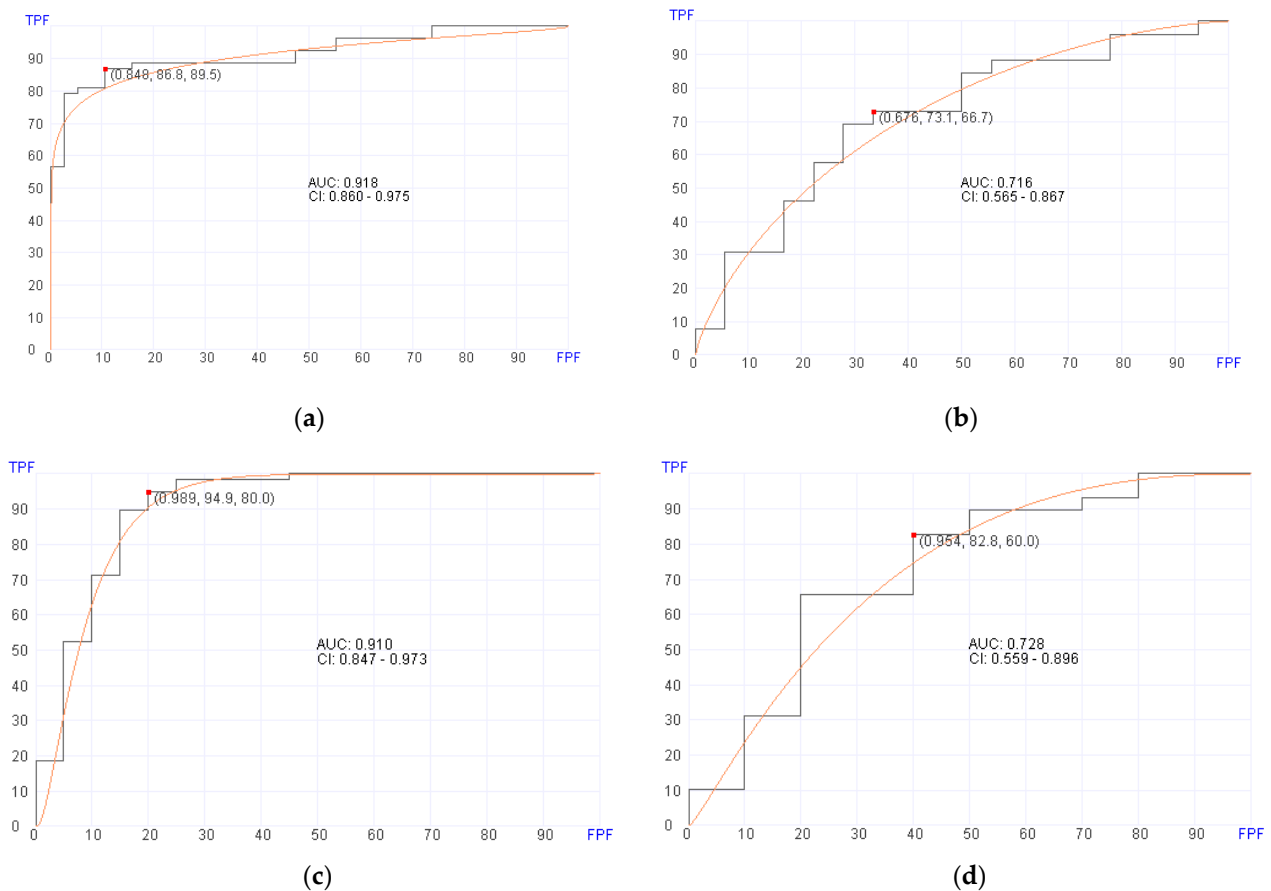 TPF
90
80
70
60
50
40
30
20
10
0
(0.848, 86.8, 89.5)
AUC: 0.918
CI: 0.860 - 0.975
0 10 20 30 40 50 60 70 80 90 FPF
(a)
TPF
100
90
80
70
60
50
40
30
20
10
0
(0.676, 73.1, 66.7)
AUC: 0.716
CI: 0.565 - 0.867
0 10 20 30 40 50 60 70 80 90 FPF
(b)
TPF
90
80
70
60
50
40
30
20
10
0
(0.989, 94.9, 80.0)
AUC: 0.910
CI: 0.847 - 0.973
0 10 20 30 40 50 60 70 80 90 FPF
(c)
TPF
90
80
70
60
50
40
30
20
10
0
(0.954, 82.8, 60.0)
AUC: 0.728
CI: 0.559 - 0.896
0 10 20 30 40 50 60 70 80 90 FPF
(d)